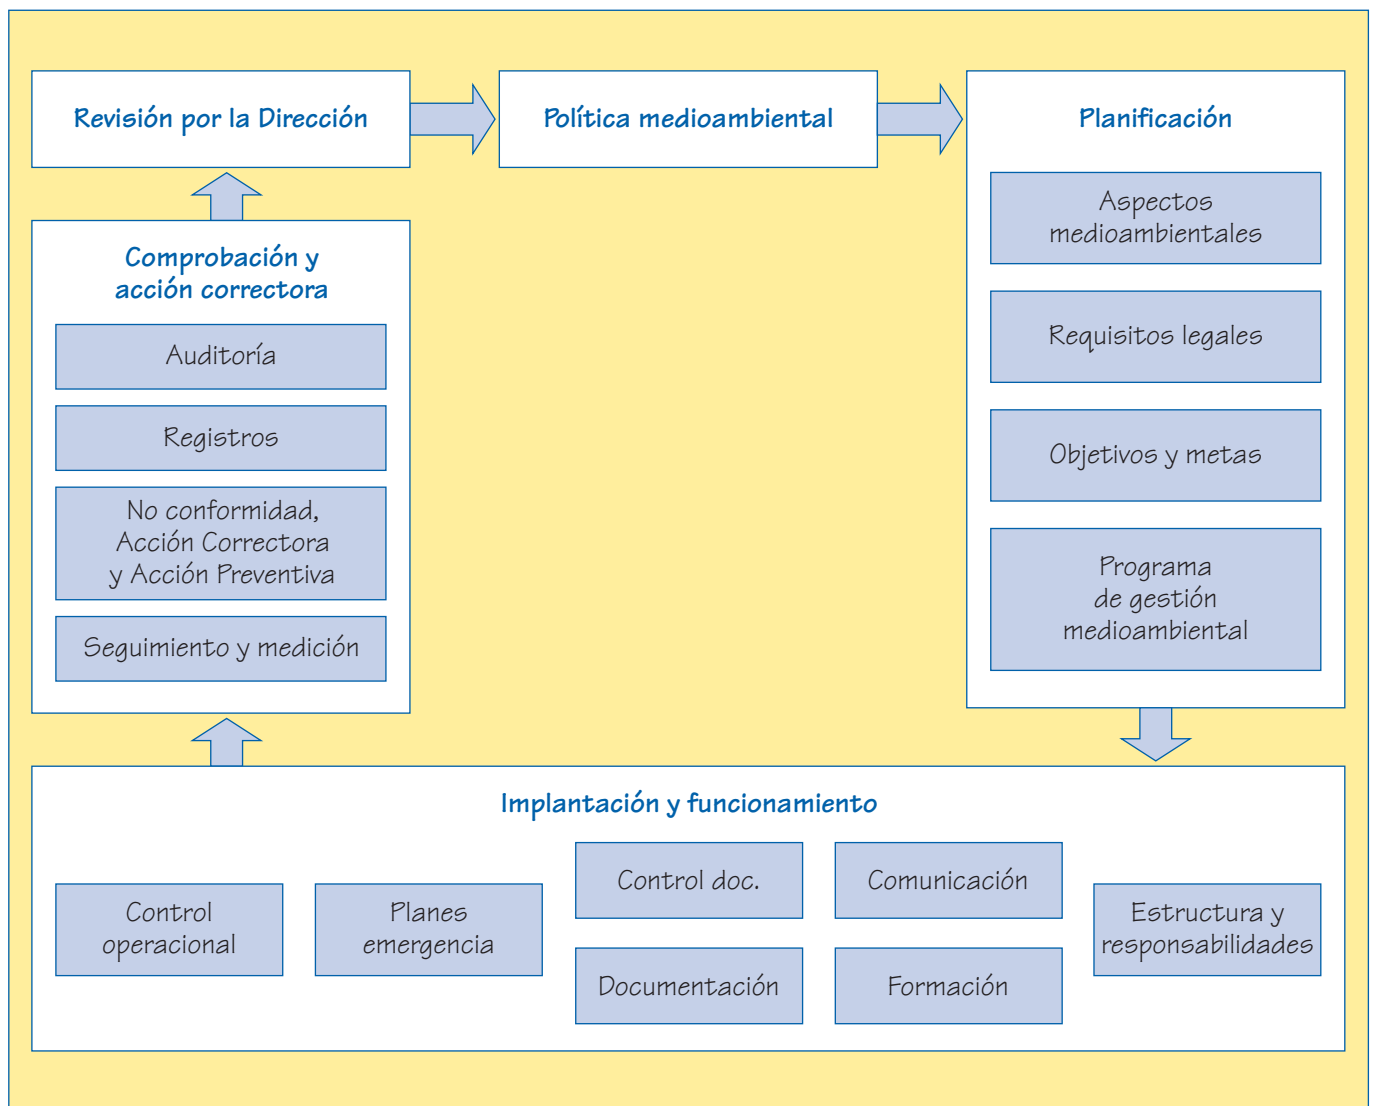 Revisión por la Dirección
Política medioambiental
Planificación
Aspectos
medioambientales
Requisitos legales
Objetivos y metas
Programa
de gestión
medioambiental
Comprobación y
acción correctora
Auditoría
Registros
No conformidad,
Acción Correctora
y Acción Preventiva
Seguimiento y medición
Implantación y funcionamiento
Control
operacional
Planes
emergencia
Control doc.
Documentación
Comunicación
Formación
Estructura y
responsabilidades